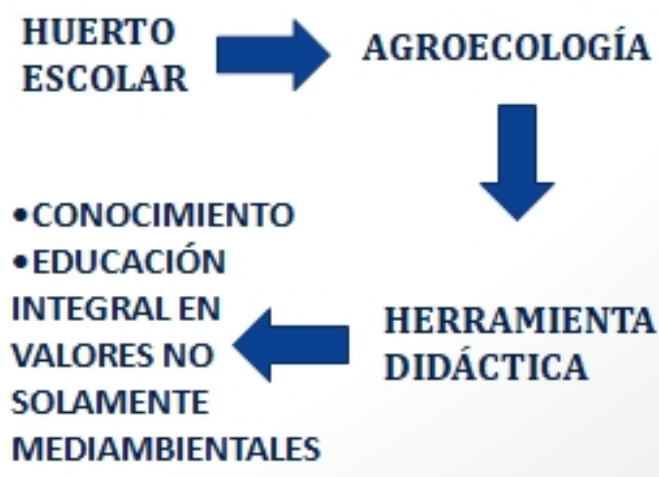 HUERTO
ESCOLAR
AGROECOLOGÍA
HERRAMIENTA
DIDÁCTICA
•CONOCIMIENTO
•EDUCACIÓN
INTEGRAL EN
VALORES NO
SOLAMENTE
MEDIAMBIENTALES